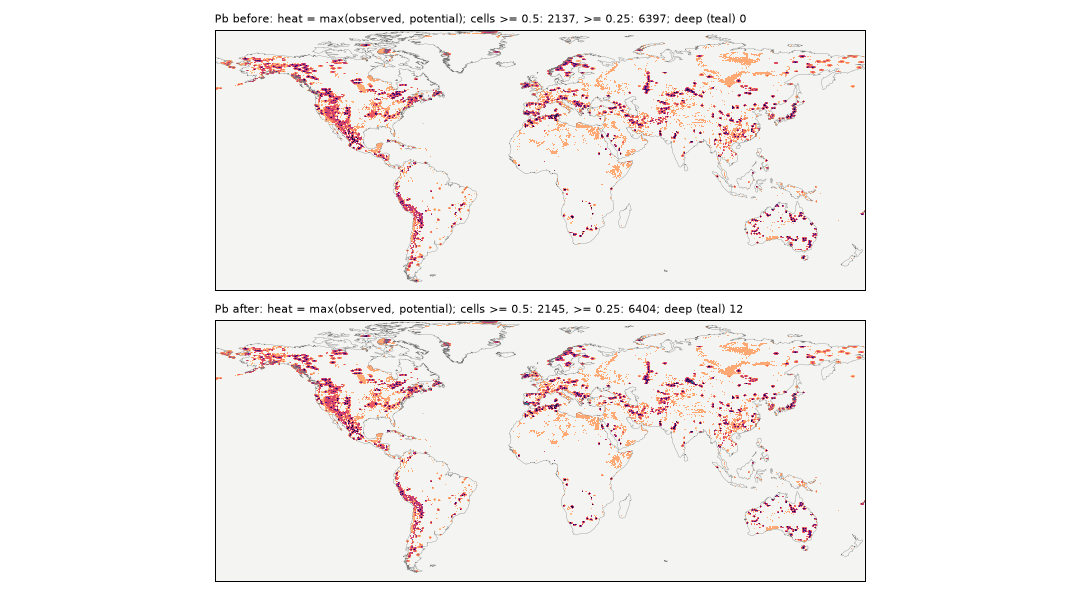 Pb before: heat = max(observed, potential); cells >= 0.5: 2137, >= 0.25: 6397; deep (teal) 0
Pb after: heat = max(observed, potential); cells >= 0.5: 2145, >= 0.25: 6404; deep (teal) 12